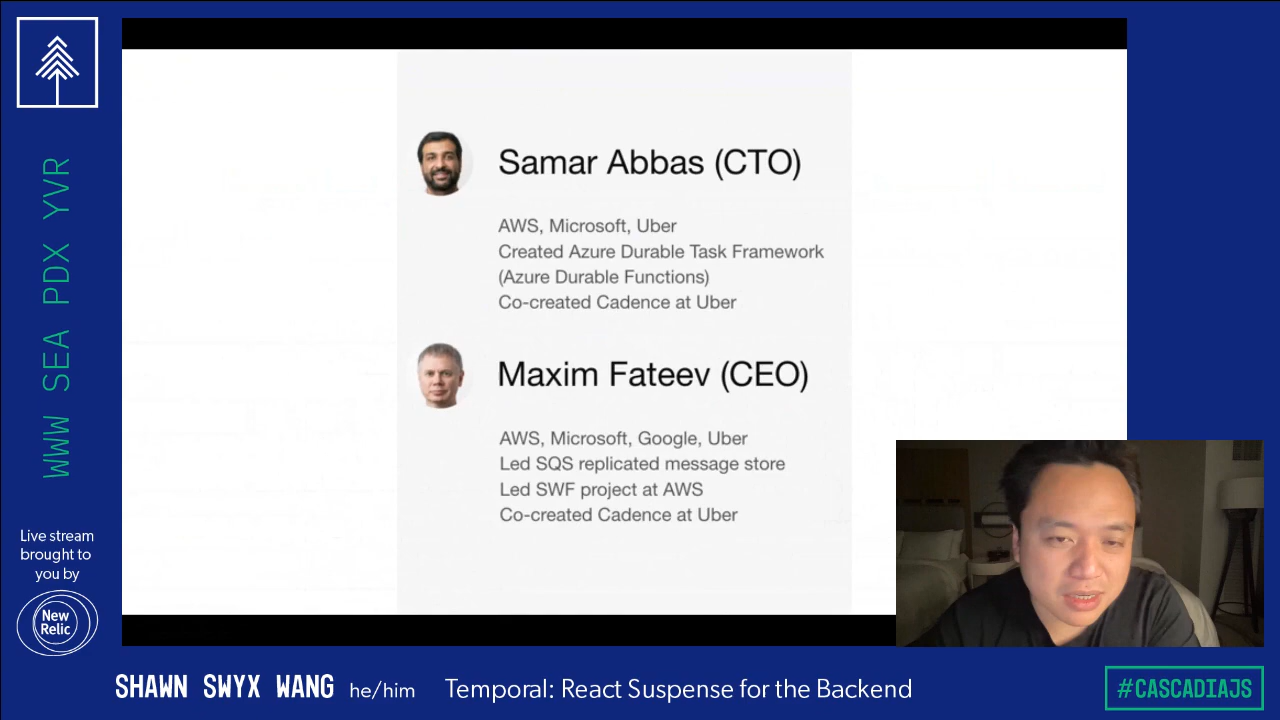 WWW SEA PDX YVR
Live stream
brought to
you by
New
Relic
Samar Abbas (CTO)
AWS, Microsoft, Uber
Created Azure Durable Task Framework
(Azure Durable Functions)
Co-created Cadence at Uber
Maxim Fateev (CEO)
AWS, Microsoft, Google, Uber
Led SQS replicated message store
Led SWF project at AWS
Co-created Cadence at Uber
SHAWN SWYX WANG he/him
Temporal: React Suspense for the Backend
#CASCADIAJS